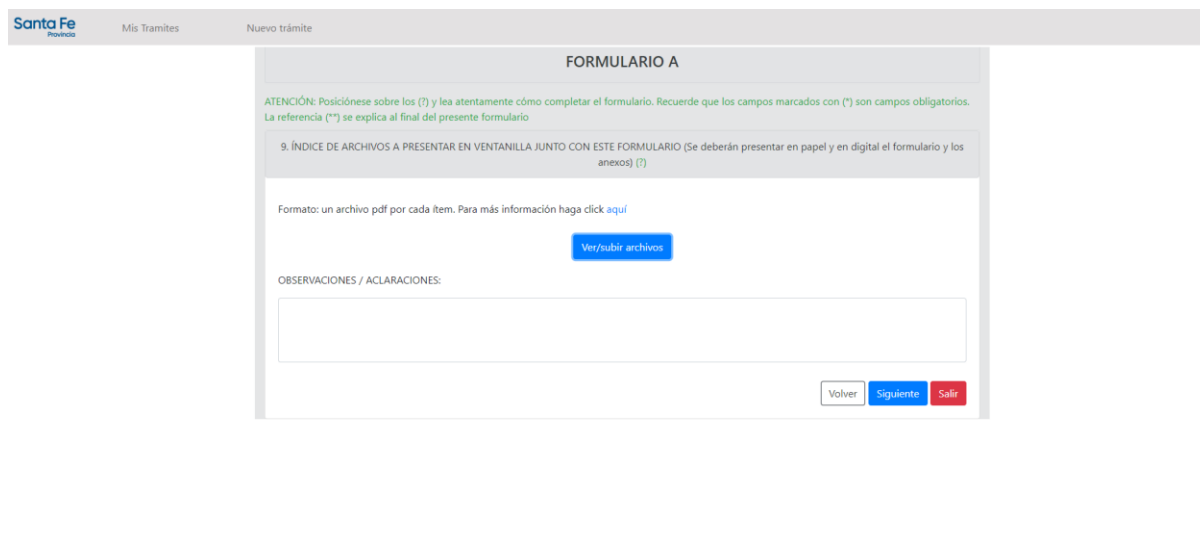 Santa Fe
Provincia
Mis Tramites
Nuevo trámite
FORMULARIO A
ATENCIÓN: Posiciónese sobre los (?) y lea atentamente cómo completar el formulario. Recuerde que los campos marcados con (*) son campos obligatorios.
La referencia (**) se explica al final del presente formulario
9. ÍNDICE DE ARCHIVOS A PRESENTAR EN VENTANILLA JUNTO CON ESTE FORMULARIO (Se deberán presentar en papel y en digital el formulario y los
anexos) (?)
Formato: un archivo pdf por cada ítem. Para más información haga click aquí
Ver/subir archivos
OBSERVACIONES / ACLARACIONES:
Volver
Siguiente
Salir